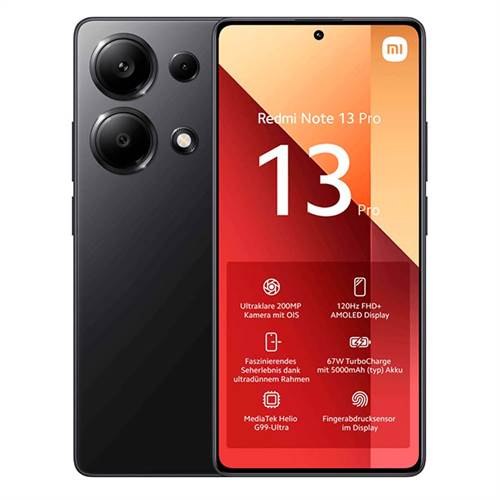 mi
Redmi Note 13 Pro
13
Pro
Ultraklare 200MP
Kamera mit OIS
120Hz FHD+
AMOLED Display
Faszinierendes
Seherlebnis dank
ultradünnem Rahmen
67W TurboCharge
mit 5000mAh (typ) Akku
MediaTek Helio
G99-Ultra
Fingerabdrucksensor
im Display